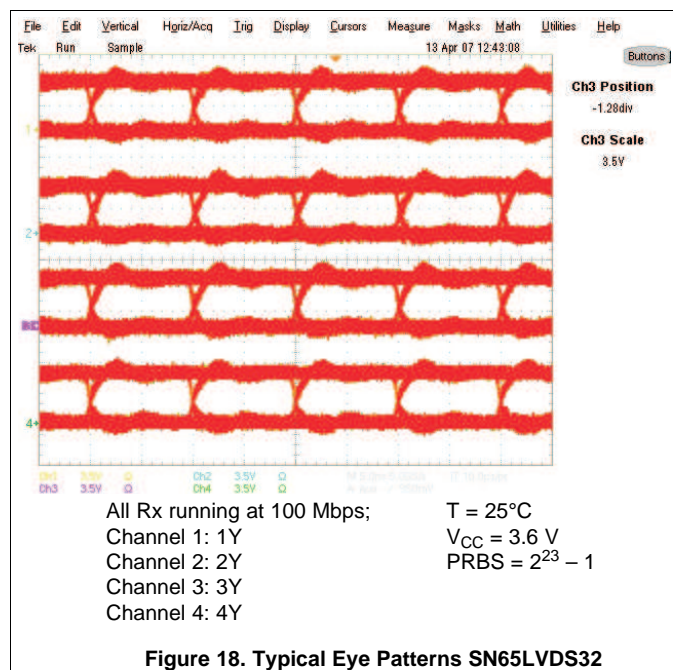 File Edit Vertical Horiz/Acq Trig Display Cursors Measure Masks Math Utilities Help
Tek Run Sample 13 Apr 07 12:43:08
Buttons
Ch3 Position
-1.28div
Ch3 Scale
3.5V
1
2
4
Ch1 3.5V Ω Ch2 3.5V Ω
Ch3 3.5V Ω Ch4 3.5V Ω
All Rx running at 100 Mbps; T = 25°C
Channel 1: 1Y VCC = 3.6 V
Channel 2: 2Y PRBS = 2²³ – 1
Channel 3: 3Y
Channel 4: 4Y
Figure 18. Typical Eye Patterns SN65LVDS32